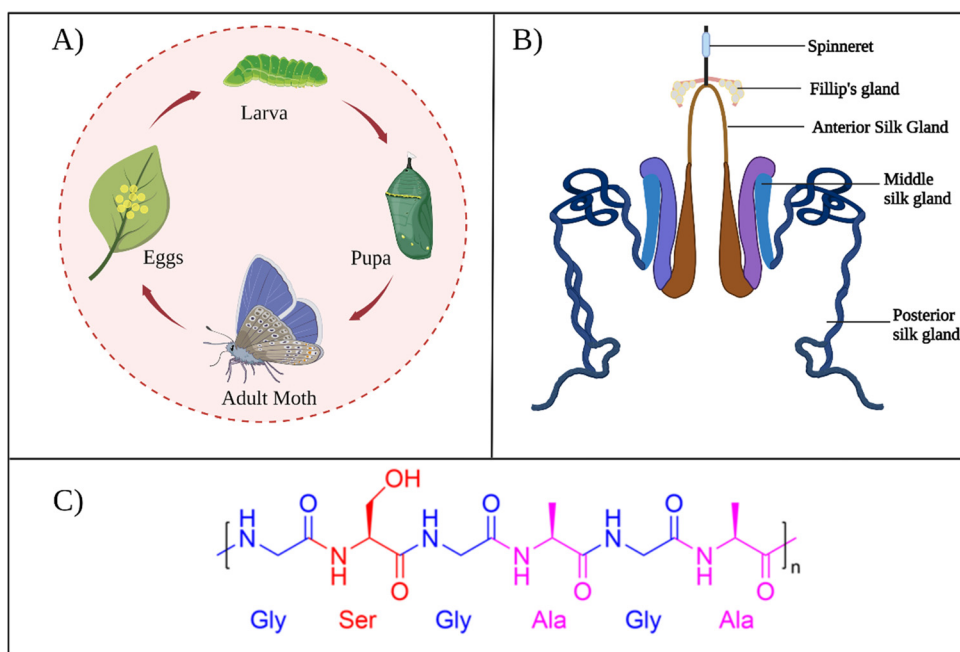 A)
Larva
Eggs
Pupa
Adult Moth
B)
Spinneret
Fillip's gland
Anterior Silk Gland
Middle
silk gland
Posterior
silk gland
C)
OH
H
N
O
H
N
O
H
N
O
N
H
O
N
H
O
N
H
O
n
Gly Ser Gly Ala Gly Ala